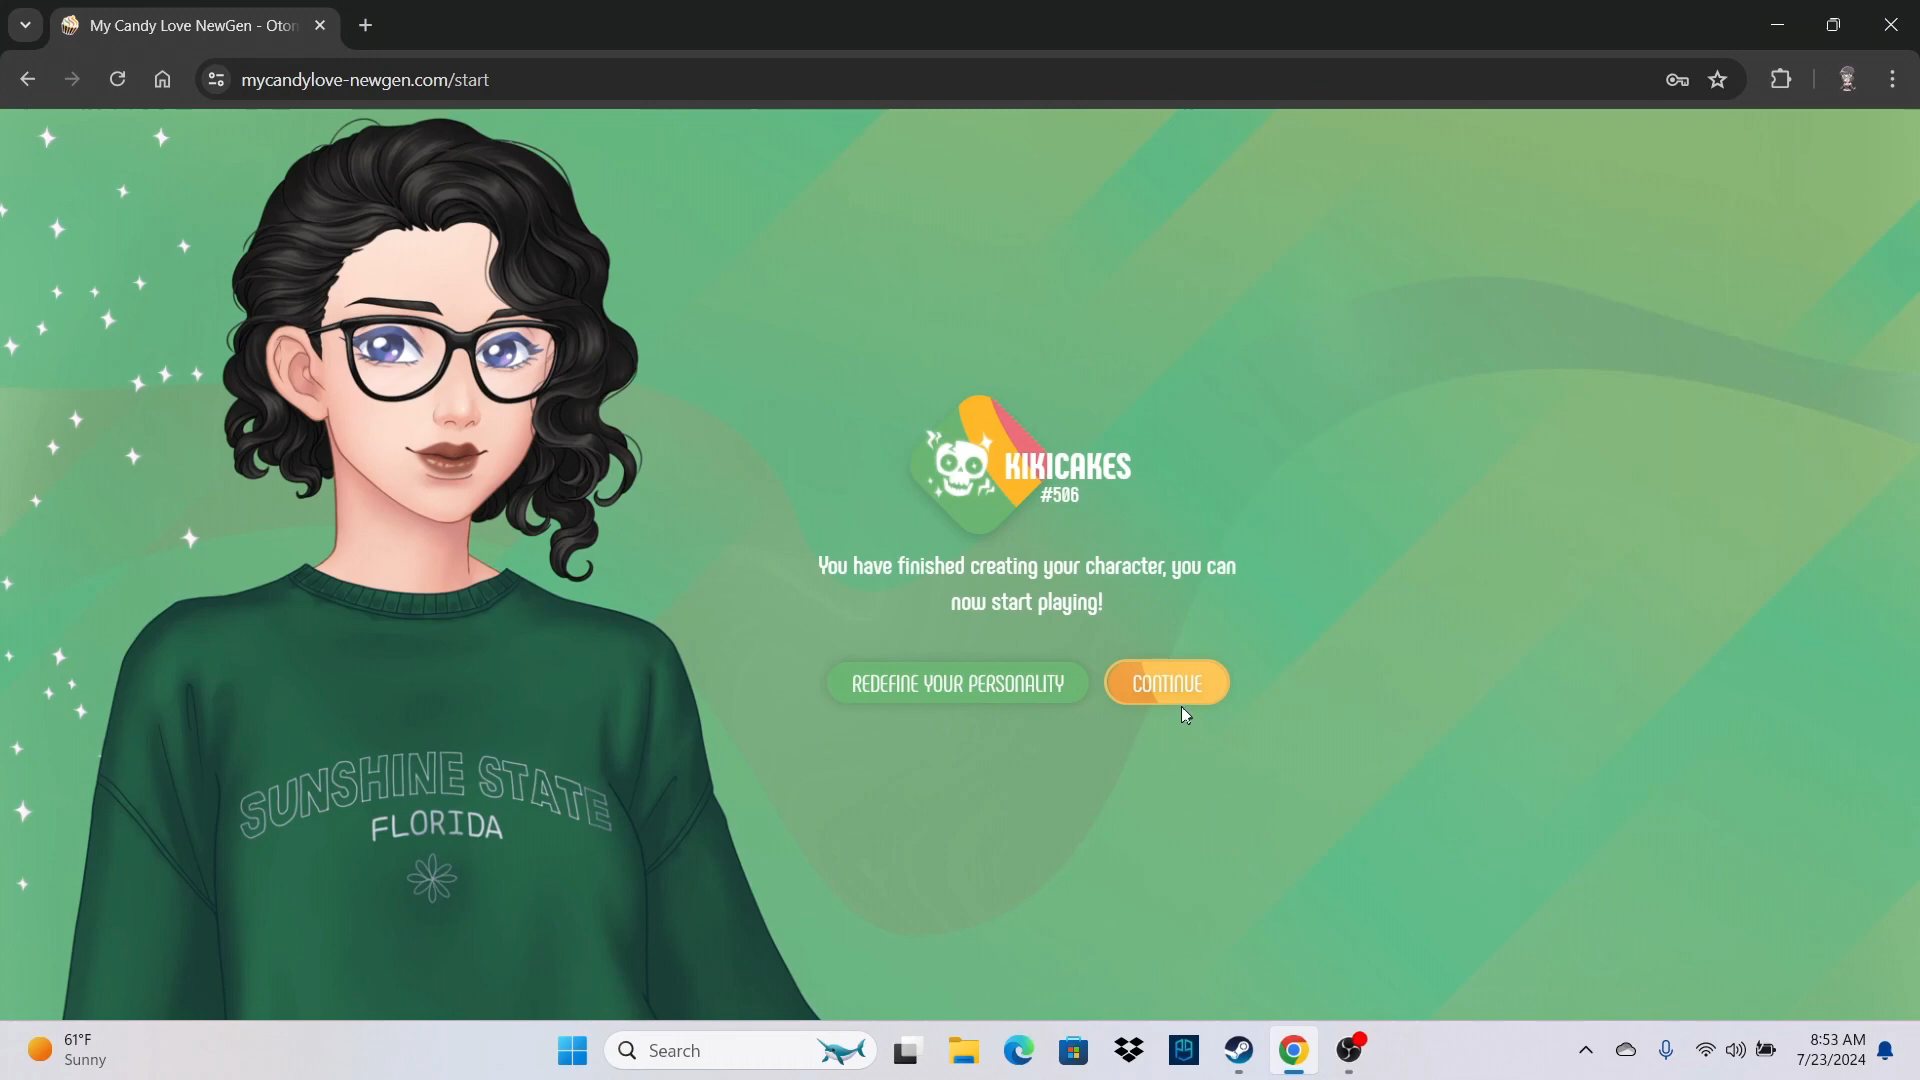 My Candy Love NewGen - Oton
mycandylove-newgen.com/start
KIKICAKES
#506
You have finished creating your character, you can
now start playing!
REDEFINE YOUR PERSONALITY
CONTINUE
SUNSHINE STATE
FLORIDA
61°F
Sunny
Search
8:53 AM
7/23/2024